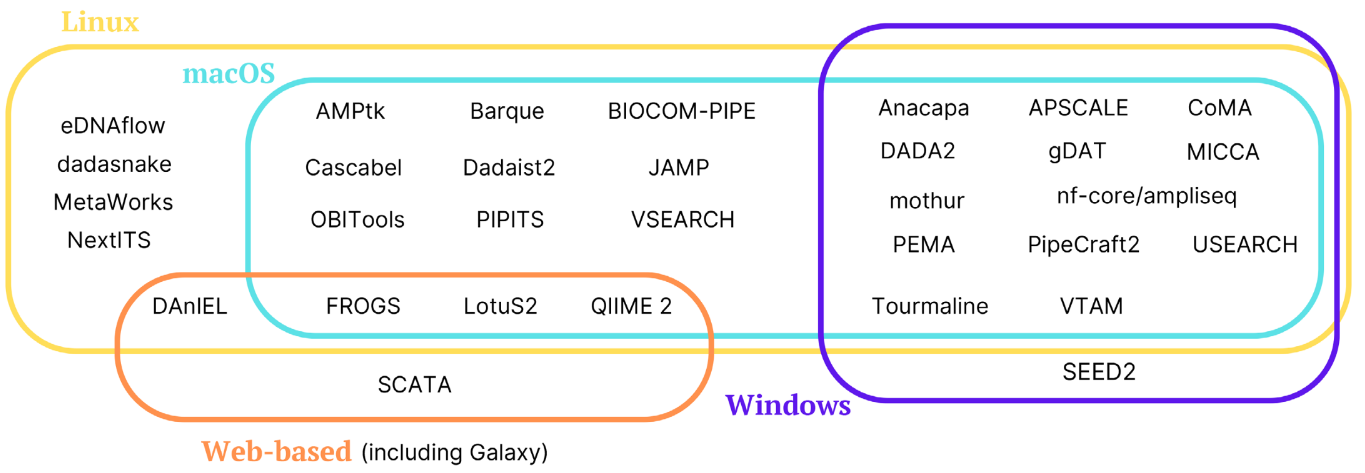 Linux
macOS
AMPtk Barque BIOCOM-PIPE Anacapa APSCALE CoMA
eDNAflow
dadasnake Cascabel Dadaist2 JAMP DADA2 gDAT MICCA
MetaWorks mothur nf-core/ampliseq
NextITS OBITools PIPITS VSEARCH PEMA PipeCraft2 USEARCH
DAnIEL FROGS LotuS2 QIIME 2 Tourmaline VTAM
SCATA SEED2
Windows
Web-based (including Galaxy)